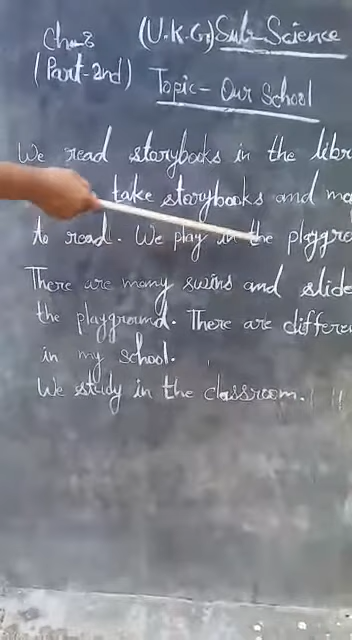 Ch-8 (U.K.G) Sub-Science
(Part-2nd) Topic- Our School
We read storybooks in the libr
take storybooks and ma
to read. We play in the playgro
There are many swins and slide
the playground. There are differe
in my school.
We study in the classroom.